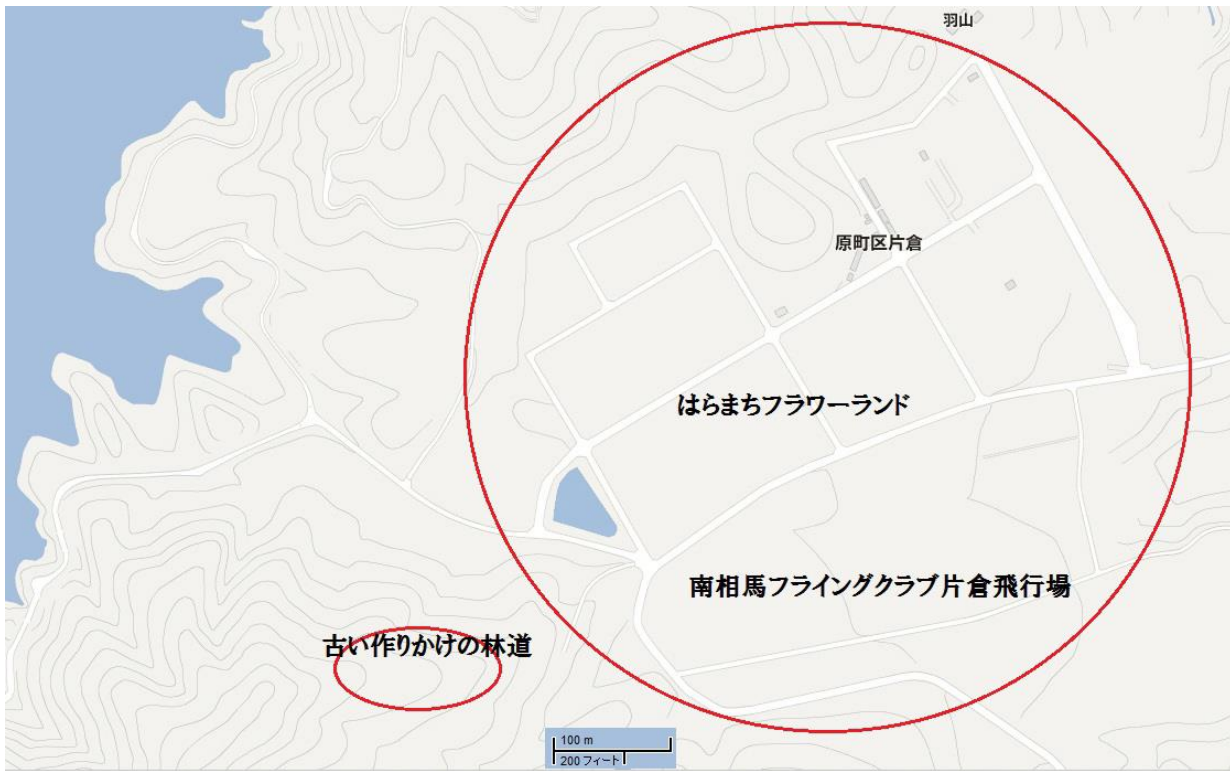 羽山
原町区片倉
はらまちフラワーランド
南相馬フライングクラブ片倉飛行場
古い作りかけの林道
100 m
200 フィート